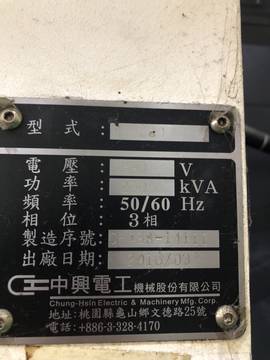 型式:
電壓: V
功率: kVA
頻率: 50/60 Hz
相位: 3相
製造序號:
出廠日期: 2010/03
中興電工機械股份有限公司
Chung-Hsin Electric & Machinery Mfg. Corp.
地址:桃園縣龜山鄉文德路25號
電話:+886-3-328-4170